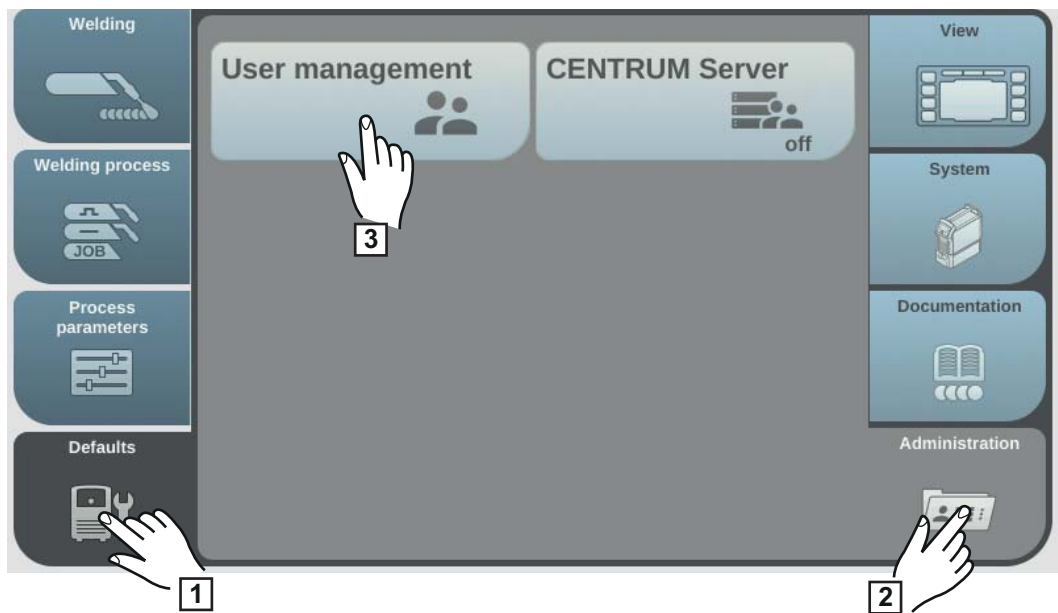 Welding
Welding process
JOB
Process
parameters
Defaults
User management
CENTRUM Server
off
View
System
Documentation
Administration
1
2
3